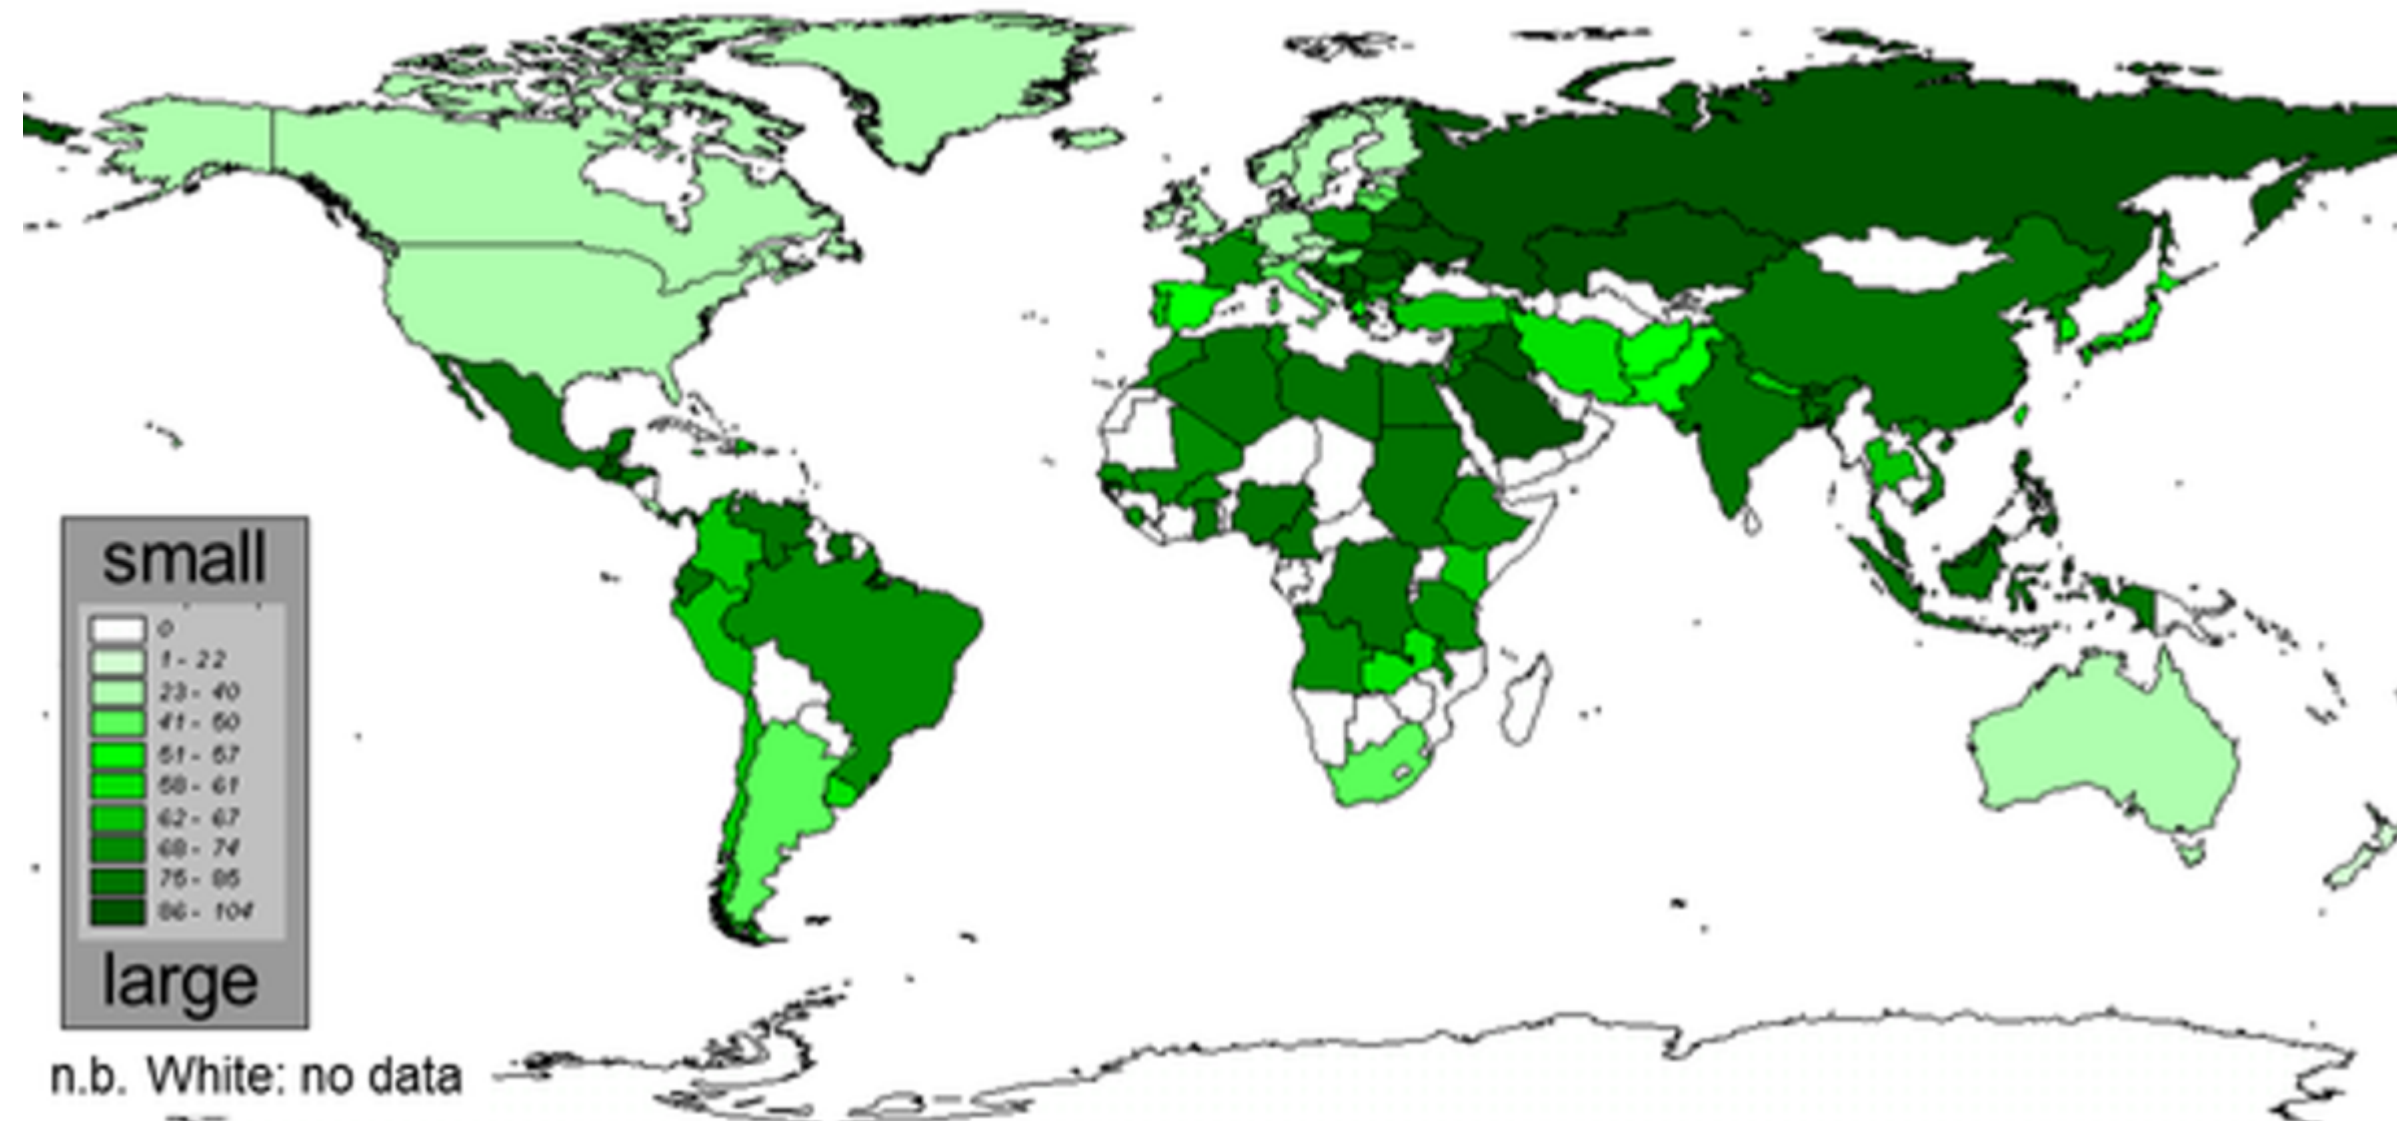 small
0
1 - 22
23 - 40
41 - 50
51 - 57
58 - 61
62 - 67
68 - 74
75 - 85
86 - 104
large
n.b. White: no data